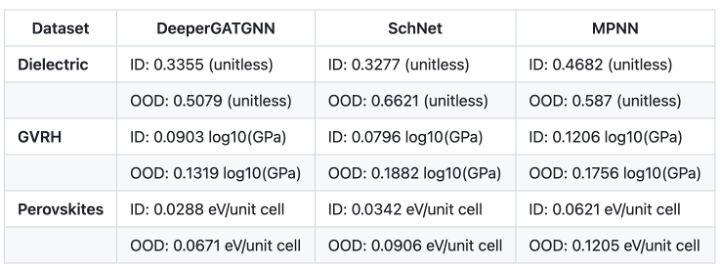 Dataset DeeperGATGNN SchNet MPNN
Dielectric ID: 0.3355 (unitless) ID: 0.3277 (unitless) ID: 0.4682 (unitless)
OOD: 0.5079 (unitless) OOD: 0.6621 (unitless) OOD: 0.587 (unitless)
GVRH ID: 0.0903 log10(GPa) ID: 0.0796 log10(GPa) ID: 0.1206 log10(GPa)
OOD: 0.1319 log10(GPa) OOD: 0.1882 log10(GPa) OOD: 0.1756 log10(GPa)
Perovskites ID: 0.0288 eV/unit cell ID: 0.0342 eV/unit cell ID: 0.0621 eV/unit cell
OOD: 0.0671 eV/unit cell OOD: 0.0906 eV/unit cell OOD: 0.1205 eV/unit cell